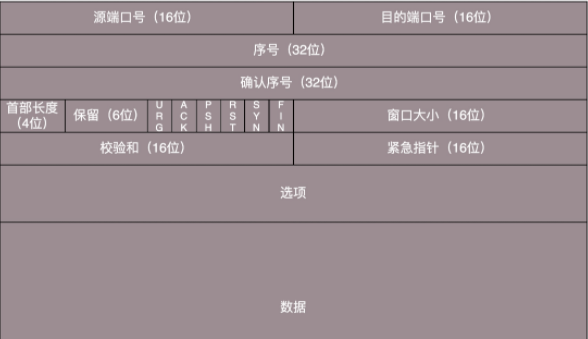 源端口号（16位） 目的端口号（16位）
序号（32位）
确认序号（32位）
首部长度
（4位） 保留（6位） URG ACK PSH RST SYN FIN 窗口大小（16位）
校验和（16位） 紧急指针（16位）
选项
数据